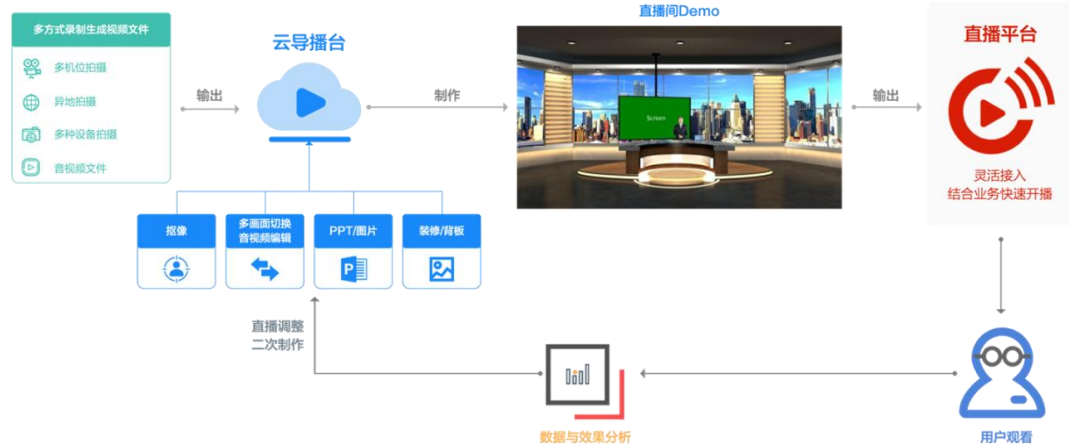 多方式录制生成视频文件
多机位拍摄
异地拍摄
多种设备拍摄
音视频文件
输出
云导播台
制作
直播间Demo
Screen
输出
直播平台
灵活接入
结合业务快速开播
抠像
多画面切换
音视频编辑
PPT/图片
P
装修/背板
直播调整
二次制作
数据与效果分析
用户观看